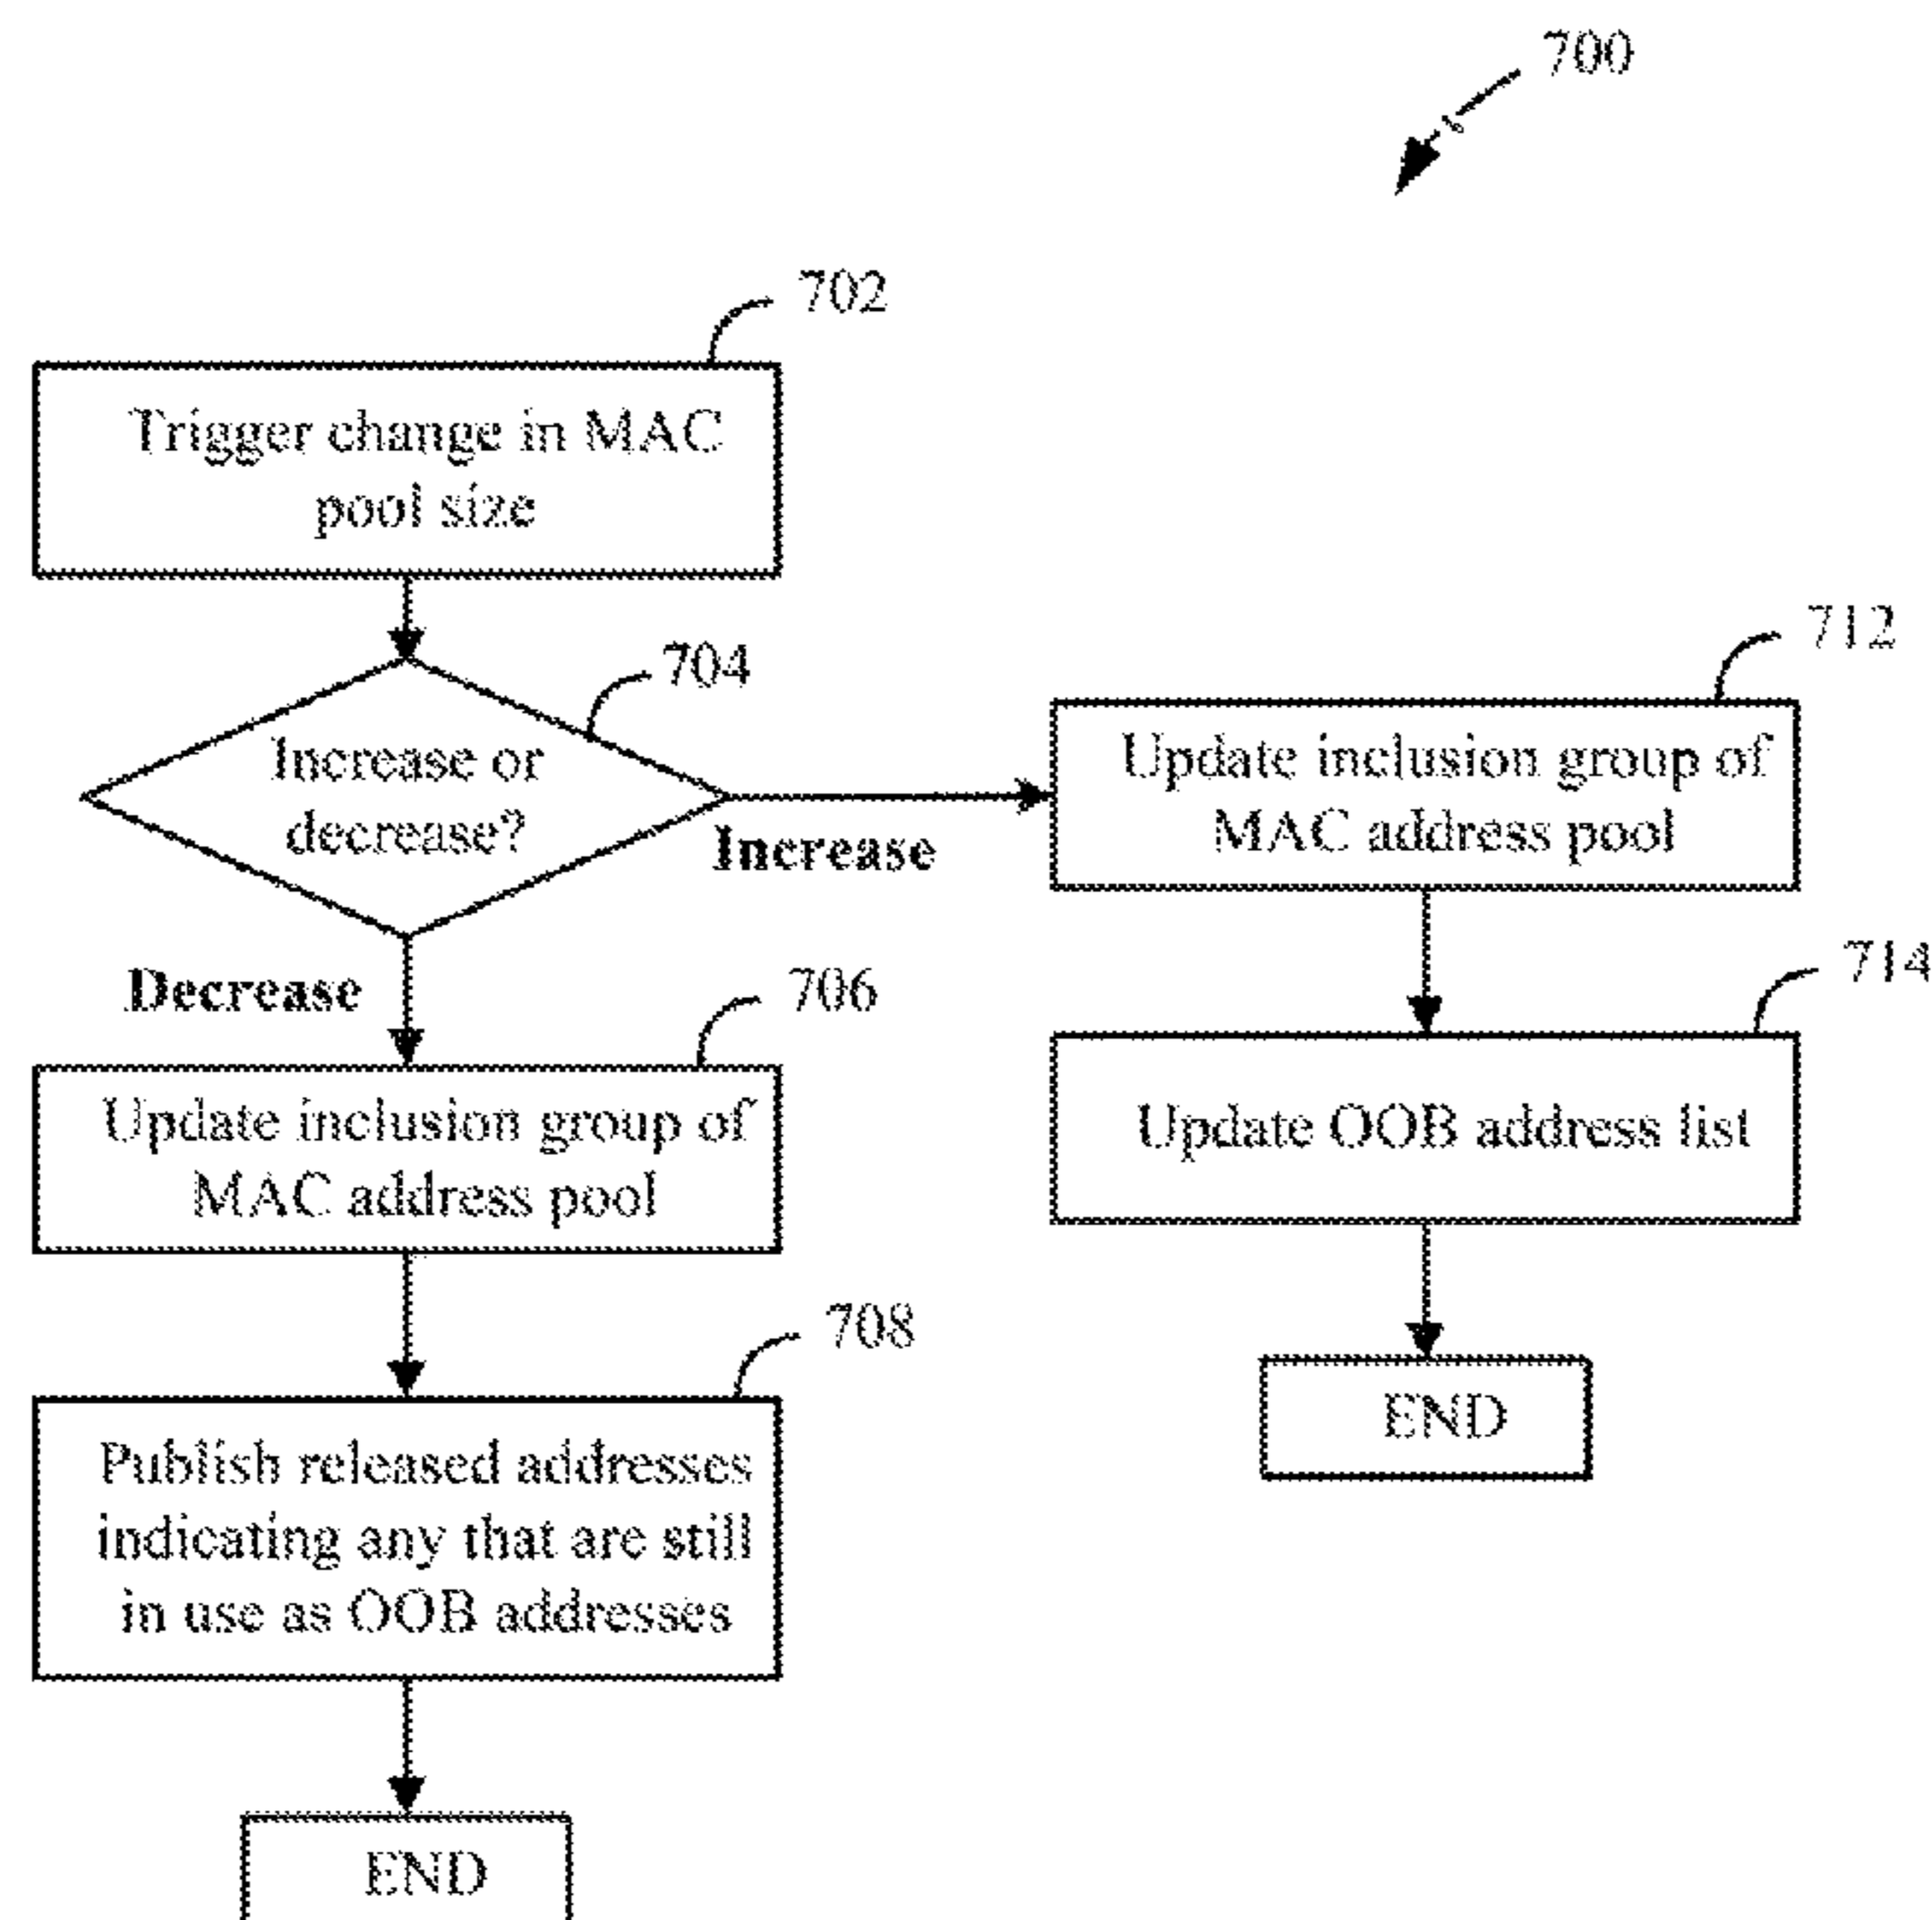 700
702
Trigger change in MAC
pool size
704
Increase or
decrease?
Increase
Decrease
706
Update inclusion group of
MAC address pool
708
Publish released addresses
indicating any that are still
in use as OOB addresses
END
712
Update inclusion group of
MAC address pool
714
Update OOB address list
END